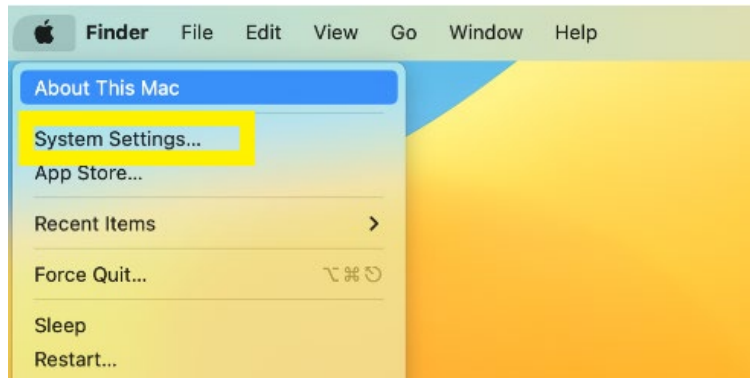 Finder File Edit View Go Window Help
About This Mac
System Settings...
App Store...
Recent Items
Force Quit... ⌥⌘⎋
Sleep
Restart...